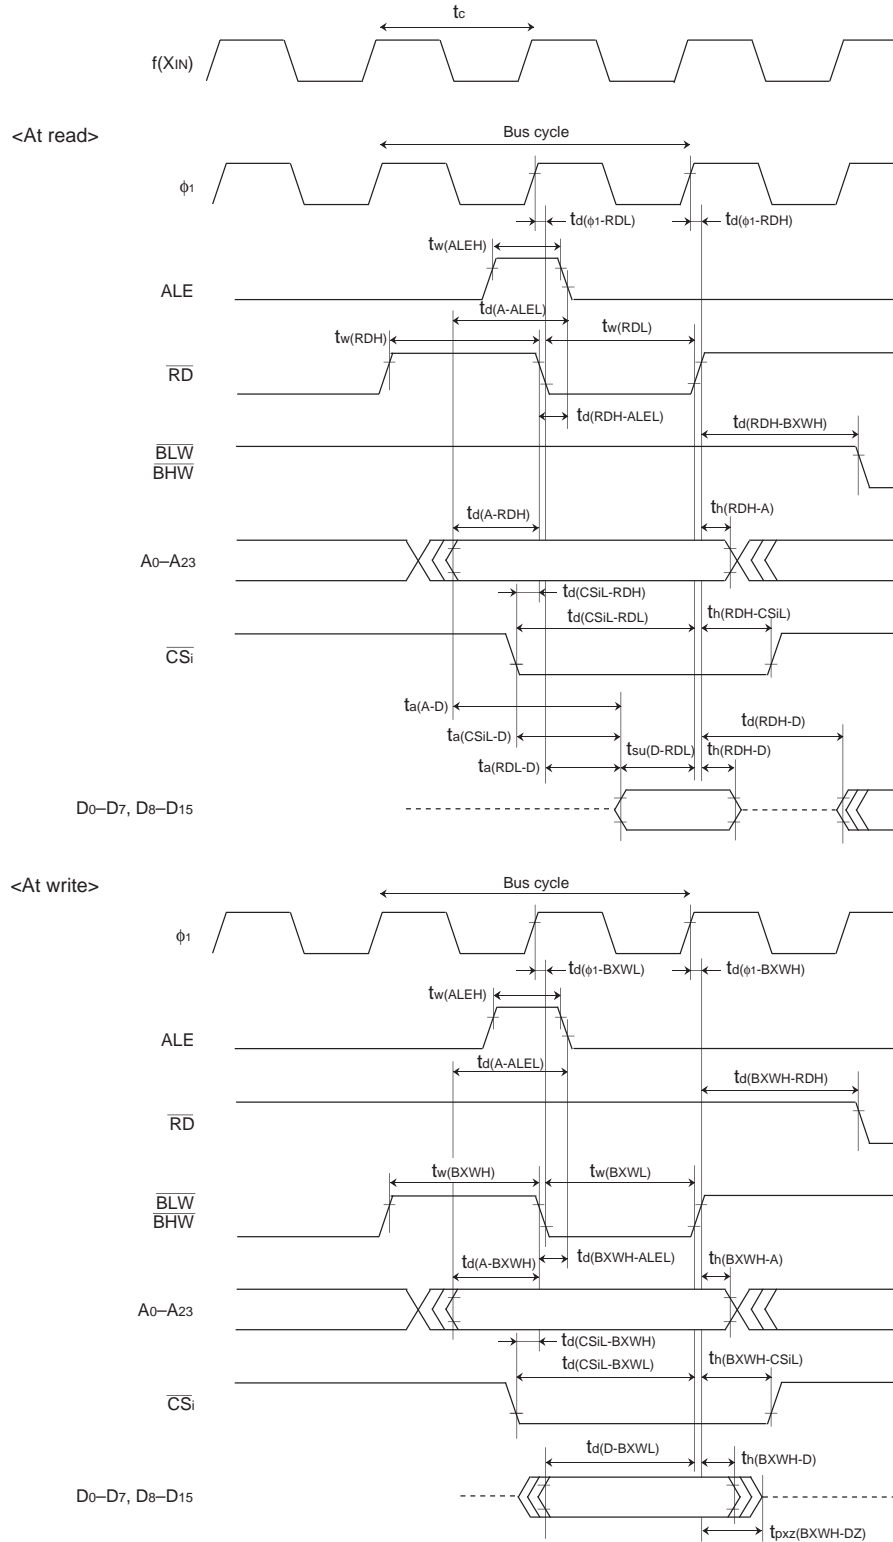 tc
f(XIN)
<At read>
Bus cycle
ϕ1
td(ϕ1-RDL)
td(ϕ1-RDH)
tw(ALEH)
ALE
td(A-ALEL)
tw(RDH)
tw(RDL)
RD
td(RDH-ALEL)
td(RDH-BXWH)
BLW
BHW
td(A-RDH)
th(RDH-A)
A0–A23
td(CSiL-RDH)
td(CSiL-RDL)
th(RDH-CSiL)
CSi
ta(A-D)
td(RDH-D)
ta(CSiL-D)
tsu(D-RDL)
th(RDH-D)
ta(RDL-D)
D0–D7, D8–D15
<At write>
Bus cycle
ϕ1
td(ϕ1-BXWL)
td(ϕ1-BXWH)
tw(ALEH)
ALE
td(A-ALEL)
td(BXWH-RDH)
RD
tw(BXWH)
tw(BXWL)
BLW
BHW
td(A-BXWH)
td(BXWH-ALEL)
th(BXWH-A)
A0–A23
td(CSiL-BXWH)
td(CSiL-BXWL)
th(BXWH-CSiL)
CSi
td(D-BXWL)
th(BXWH-D)
D0–D7, D8–D15
tpxz(BXWH-DZ)